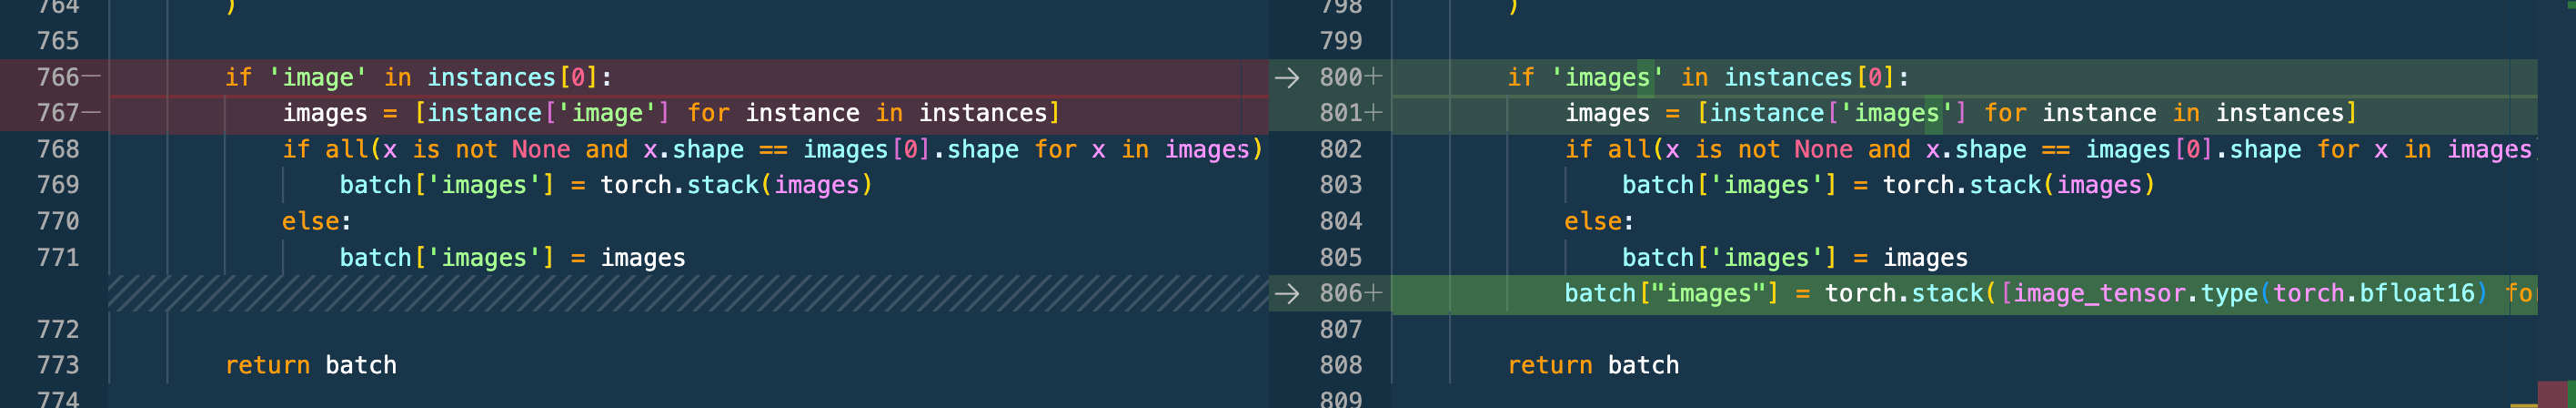 764 )
765
766— if 'image' in instances[0]:
767— images = [instance['image'] for instance in instances]
768 if all(x is not None and x.shape == images[0].shape for x in images)
769 batch['images'] = torch.stack(images)
770 else:
771 batch['images'] = images
772
773 return batch
774
798 )
799
→ 800+ if 'images' in instances[0]:
801+ images = [instance['images'] for instance in instances]
802 if all(x is not None and x.shape == images[0].shape for x in images
803 batch['images'] = torch.stack(images)
804 else:
805 batch['images'] = images
→ 806+ batch["images"] = torch.stack([image_tensor.type(torch.bfloat16) fo
807
808 return batch
809